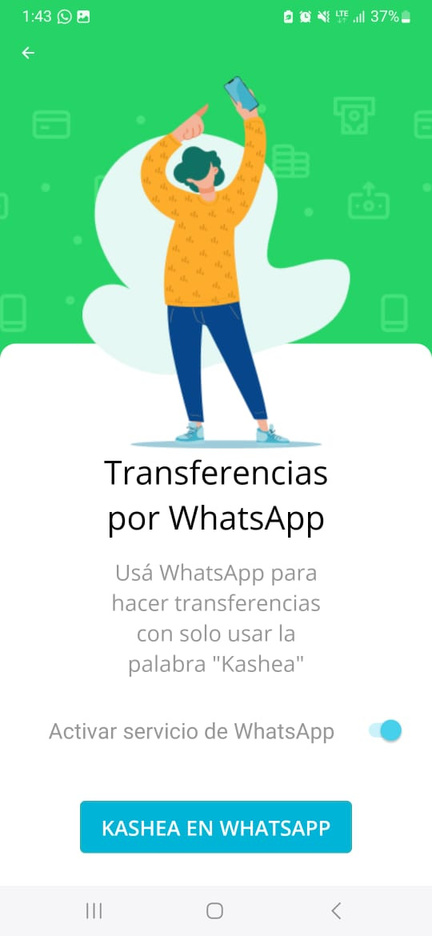 1:43 LTE 37%
Transferencias
por WhatsApp
Usá WhatsApp para
hacer transferencias
con solo usar la
palabra "Kashea"
Activar servicio de WhatsApp
KASHEA EN WHATSAPP